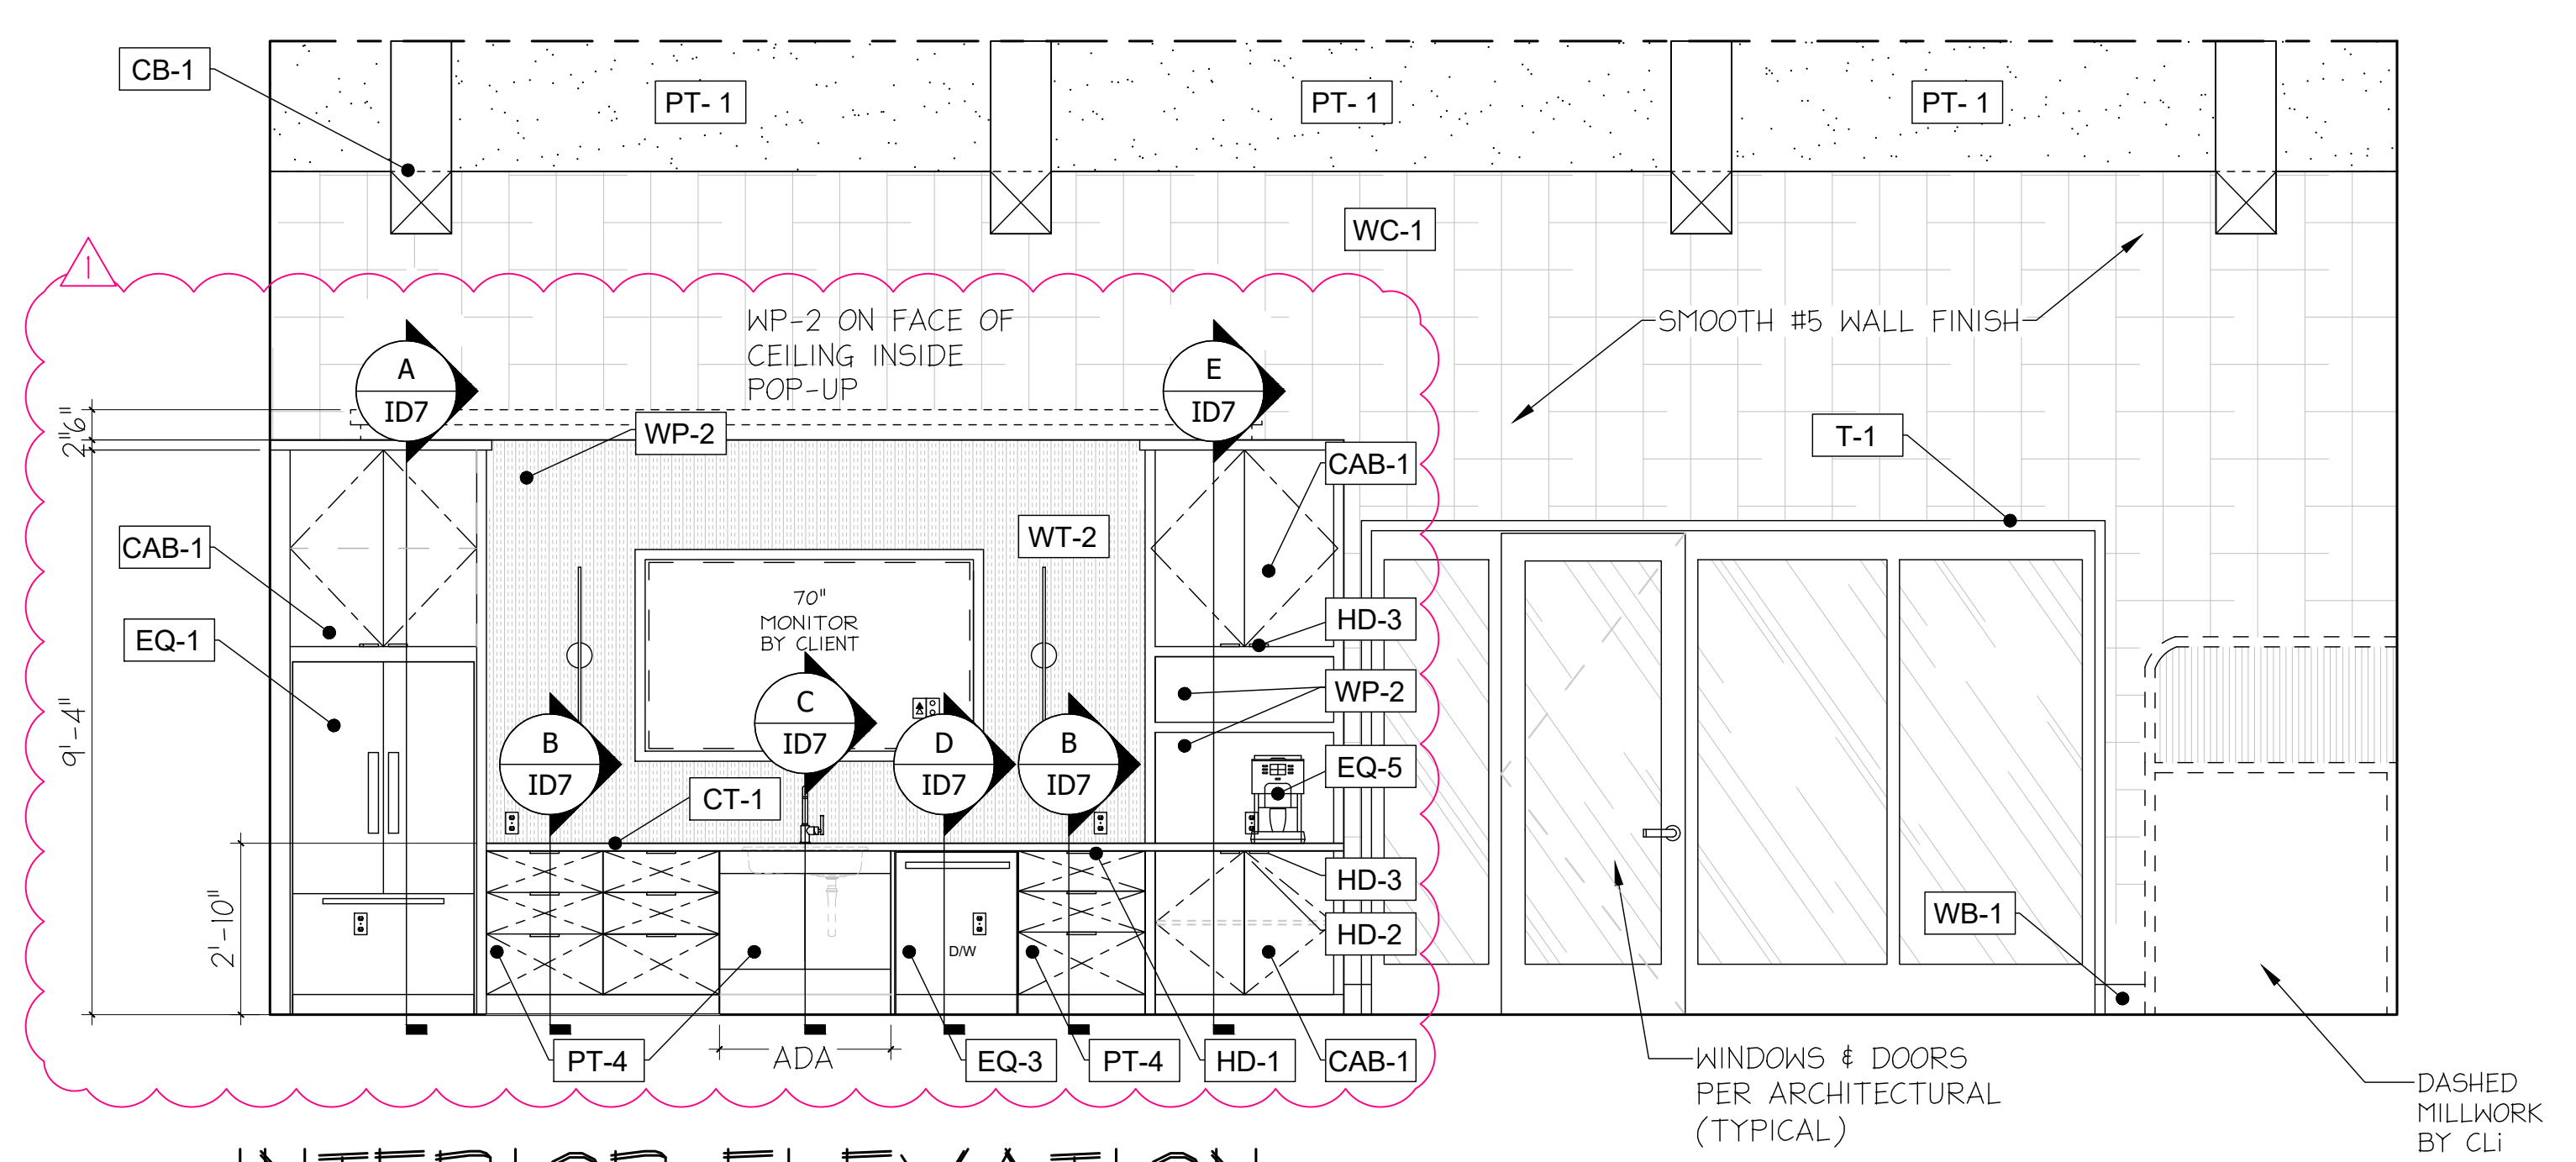 CB-1
PT- 1
PT- 1
PT- 1
WC-1
1
WP-2 ON FACE OF
CEILING INSIDE
POP-UP
SMOOTH #5 WALL FINISH
A
ID7
E
ID7
2"
6"
WP-2
T-1
CAB-1
CAB-1
WT-2
70"
MONITOR
BY CLIENT
EQ-1
HD-3
WP-2
9'-4"
C
ID7
B
ID7
D
ID7
B
ID7
EQ-5
CT-1
2'-10"
HD-3
HD-2
WB-1
D/W
PT-4
ADA
EQ-3
PT-4
HD-1
CAB-1
WINDOWS & DOORS
PER ARCHITECTURAL
(TYPICAL)
DASHED
MILLWORK
BY CLi
INTERIOR ELEVATION